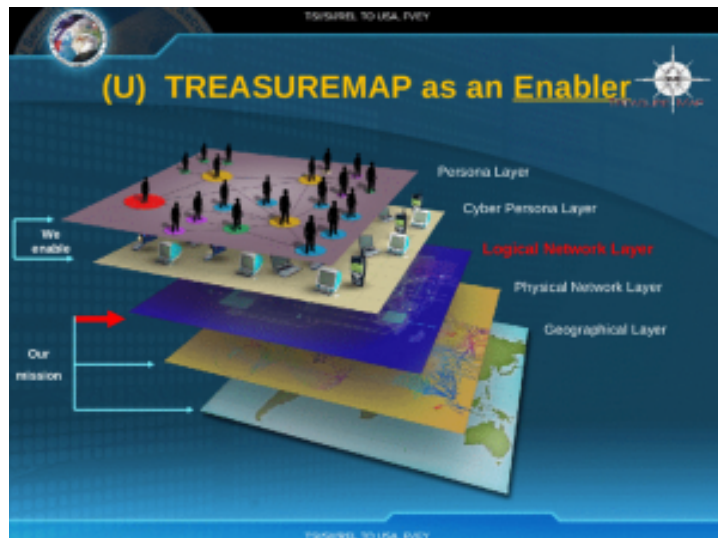 TS//SI//REL TO USA, FVEY
(U) TREASUREMAP as an Enabler
Persona Layer
Cyber Persona Layer
We
enable
Logical Network Layer
Physical Network Layer
Geographical Layer
Our
mission
TS//SI//REL TO USA, FVEY